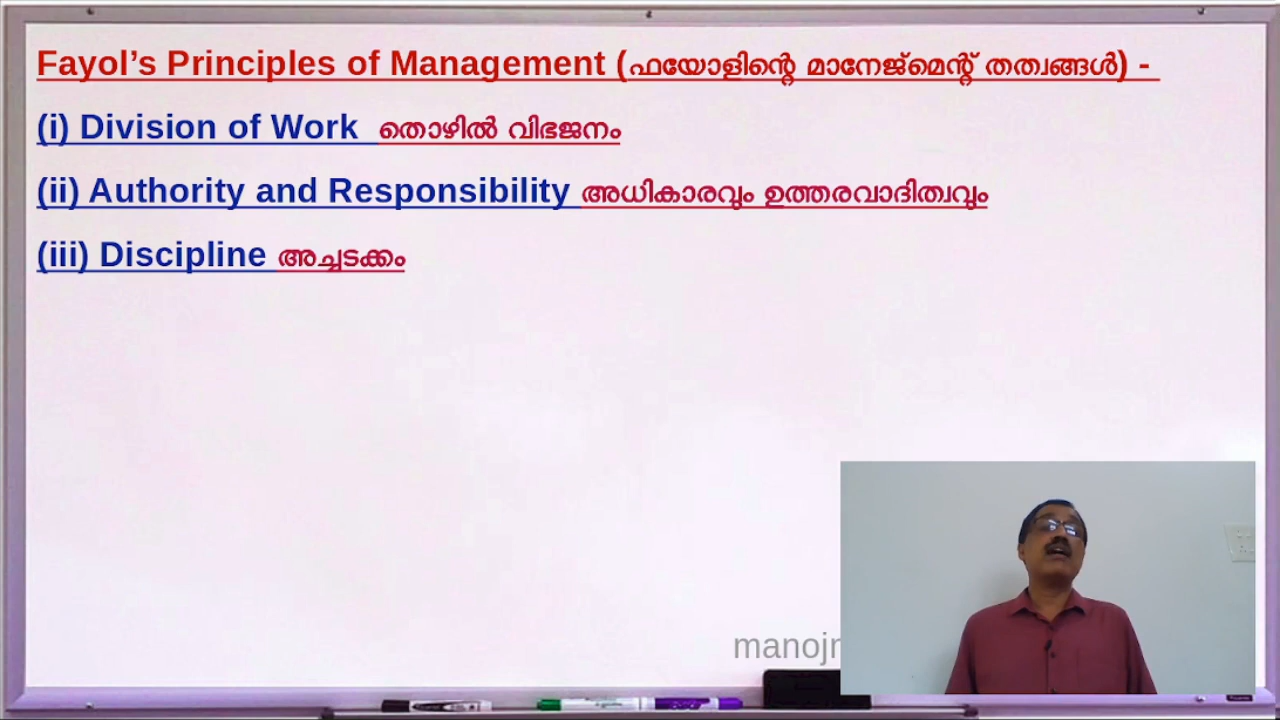 Fayol’s Principles of Management (ഫയോളിന്റെ മാനേജ്മെന്റ് തത്വങ്ങൾ) -
(i) Division of Work തൊഴിൽ വിഭജനം
(ii) Authority and Responsibility അധികാരവും ഉത്തരവാദിത്വവും
(iii) Discipline അച്ചടക്കം